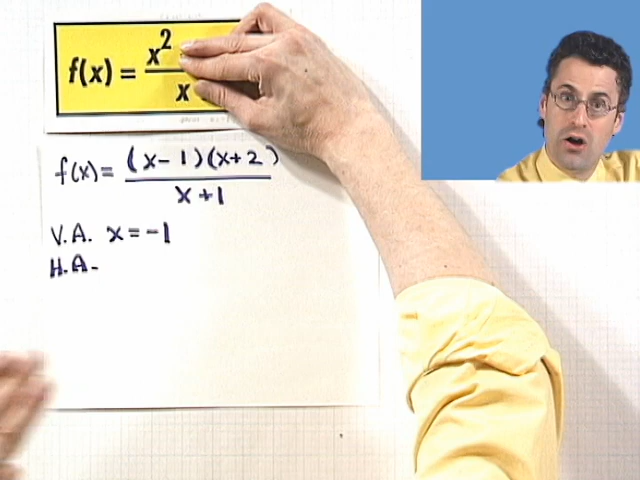 f(x) = x²
x
f(x) = (x - 1)(x + 2)
x + 1
V.A. x = -1
H.A.